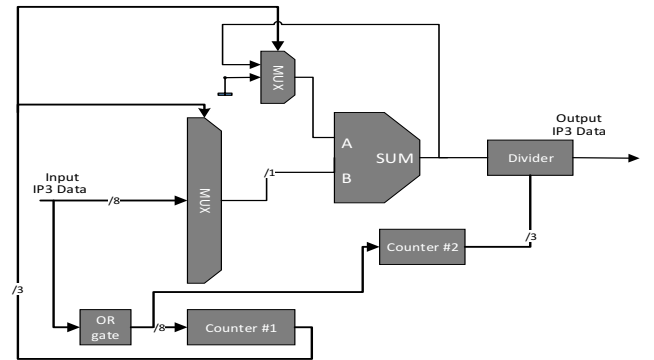 MUX
Output
IP3 Data
A
SUM
B
Divider
/1
Input
IP3 Data
/8
MUX
/3
Counter #2
/3
OR
gate
/8
Counter #1